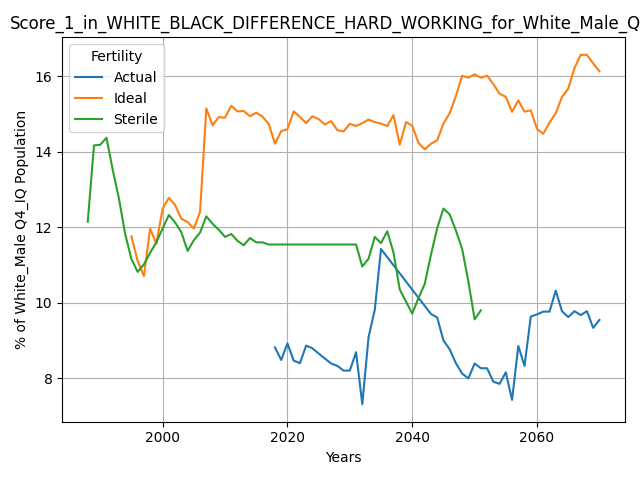 Score_1_in_WHITE_BLACK_DIFFERENCE_HARD_WORKING_for_White_Male_Q
Fertility
Actual
Ideal
Sterile
% of White_Male Q4_IQ Population
16
14
12
10
8
2000 2020 2040 2060
Years